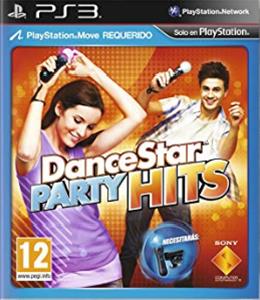 PS3
PlayStation Network
PlayStation Move REQUERIDO
Solo en PlayStation
DanceStar
PARTY HITS
NECESITARÁS:
12
www.pegi.info
SONY